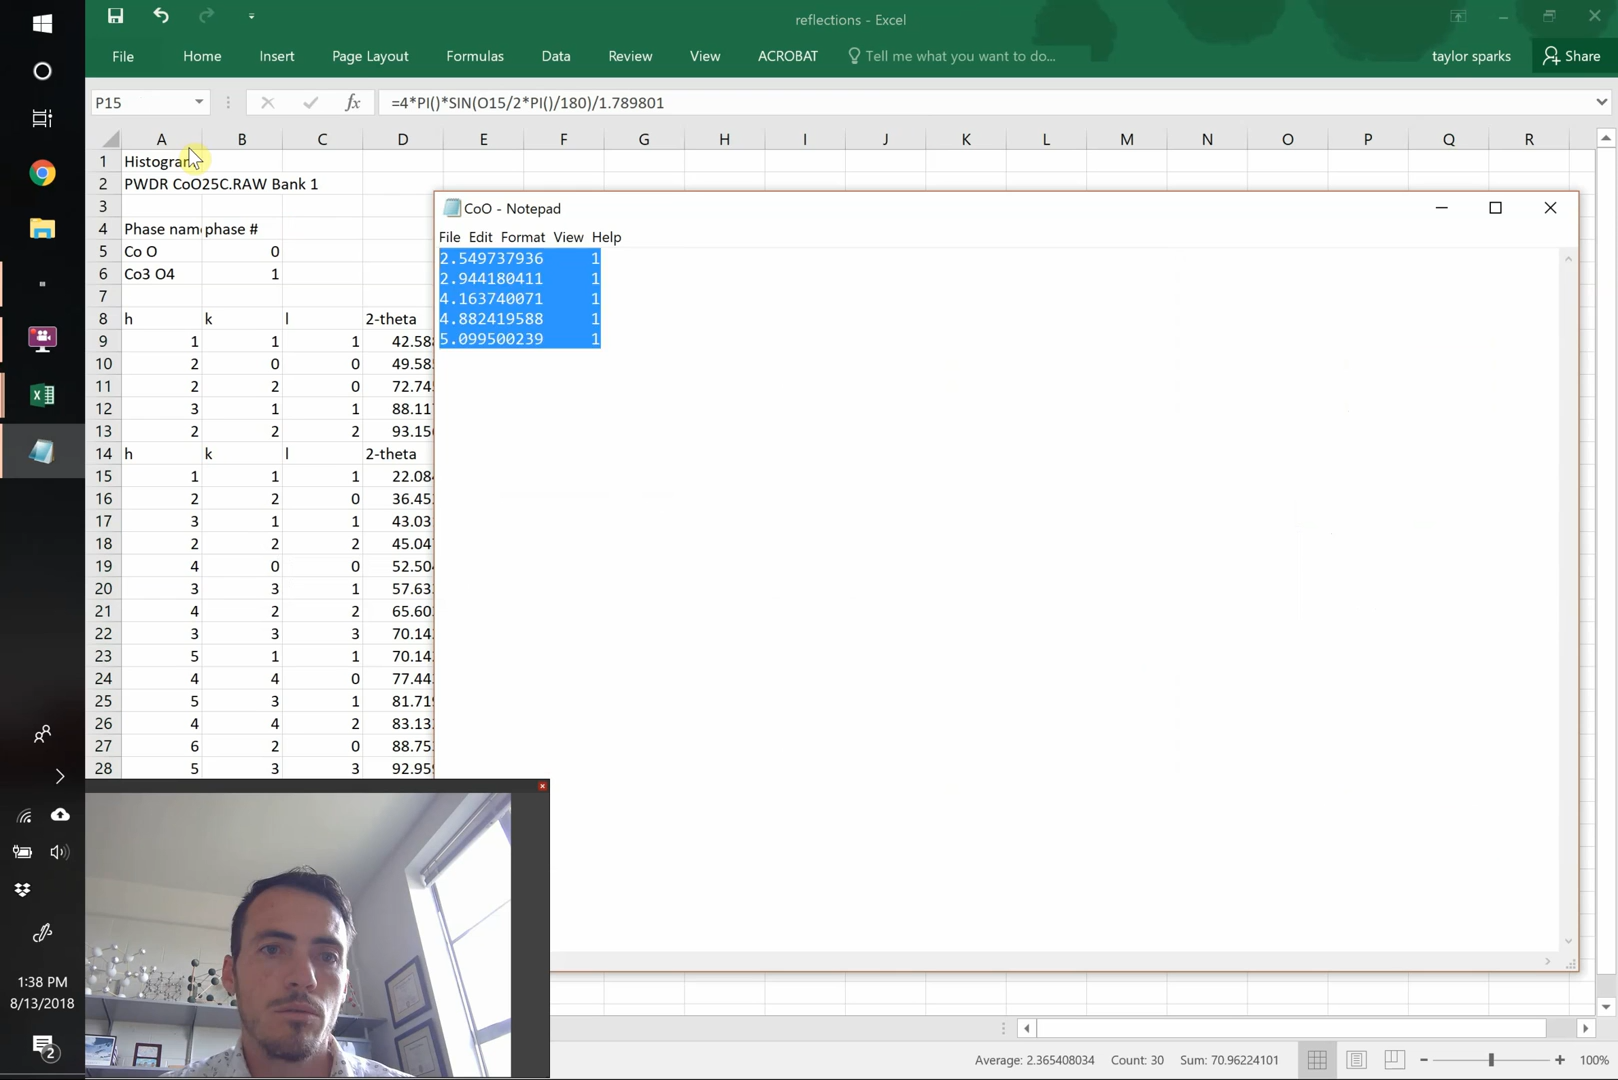 reflections - Excel
File Home Insert Page Layout Formulas Data Review View ACROBAT Tell me what you want to do... taylor sparks Share
P15 fx =4*PI()*SIN(O15/2*PI()/180)/1.789801
A B C D E F G H I J K L M N O P Q R
1 Histogram
2 PWDR CoO25C.RAW Bank 1
3
4 Phase name phase #
5 Co O 0
6 Co3 O4 1
7
8 h k l 2-theta
9 1 1 1
10 2 0 0
11 2 2 0
12 3 1 1
13 2 2 2
14 h k l 2-theta
15 1 1 1
16 2 2 0
17 3 1 1
18 2 2 2
19 4 0 0
20 3 3 1
21 4 2 2
22 3 3 3
23 5 1 1
24 4 4 0
25 5 3 1
26 4 4 2
27 6 2 0
28 5 3 3
CoO - Notepad
File Edit Format View Help
2.549737936 1
2.944180411 1
4.163740071 1
4.882419588 1
5.099500239 1
1:38 PM
8/13/2018
2
Average: 2.365408034 Count: 30 Sum: 70.96224101 100%